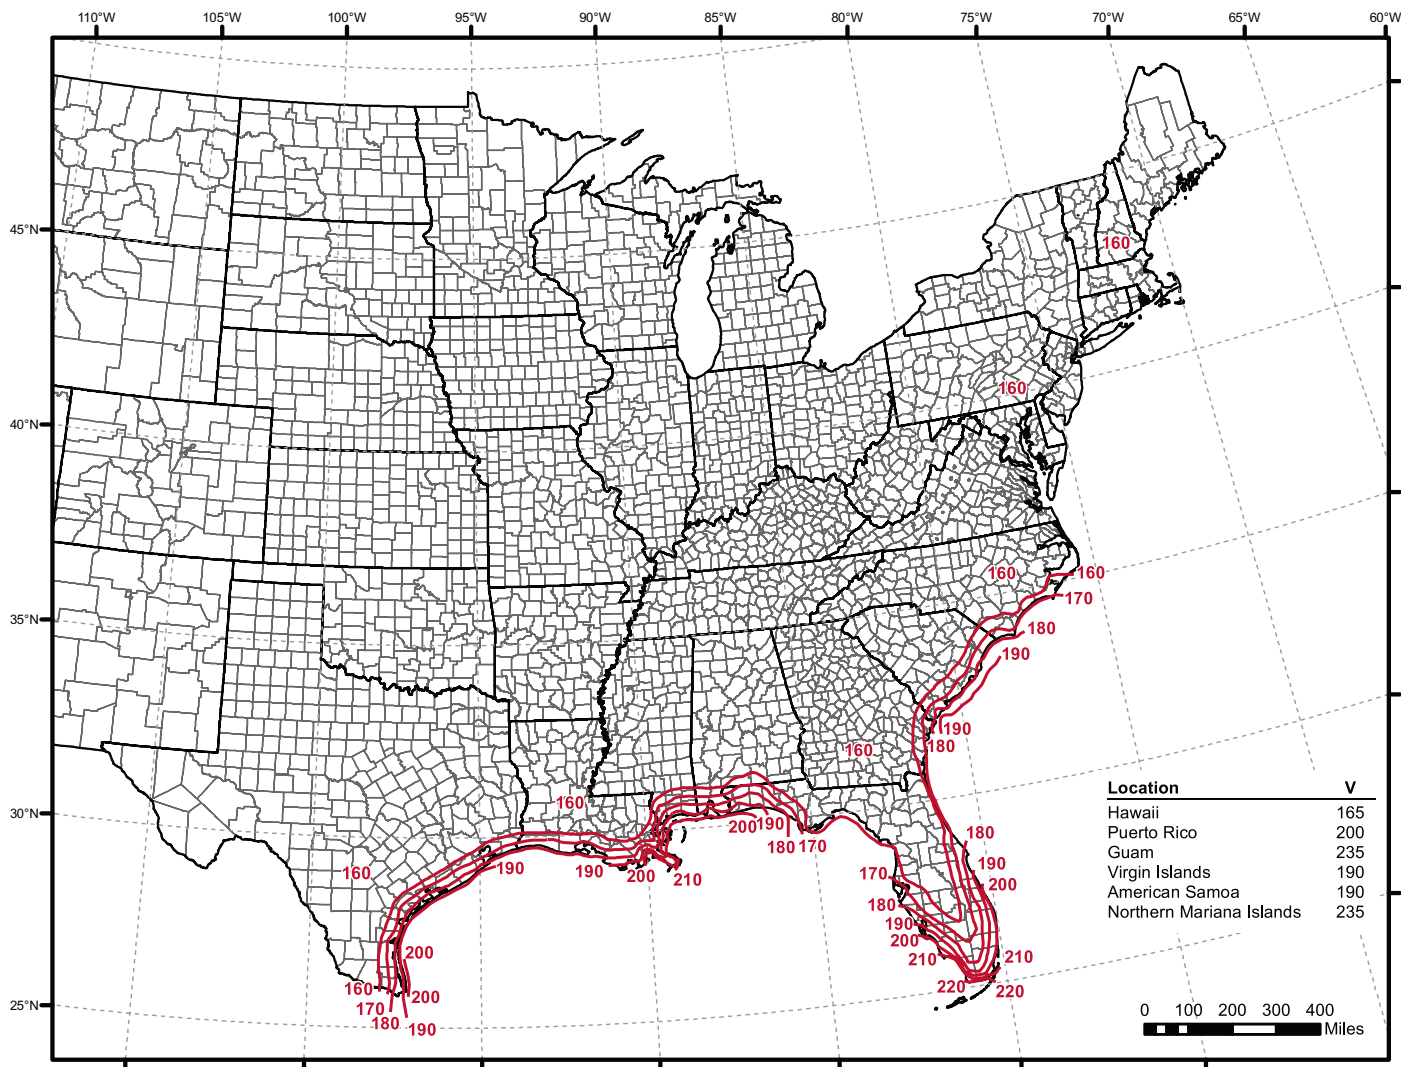 110°W 105°W 100°W 95°W 90°W 85°W 80°W 75°W 70°W 65°W 60°W
45°N
160
160
40°N
160 160
170
35°N
180
190
190
180
160
160
30°N
200 190
180 170
180
190
200
170
180
190
200
210
210
220 220
190 190 200
210
160
200
160 200
170
180 190
25°N
Location V
Hawaii 165
Puerto Rico 200
Guam 235
Virgin Islands 190
American Samoa 190
Northern Mariana Islands 235
0 100 200 300 400
Miles